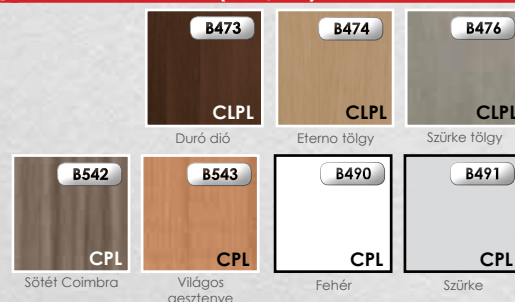 B473 B474 B476
CLPL CLPL CLPL
Duró dió Eterno tölgy Szürke tölgy
B542 B543 B490 B491
CPL CPL CPL CPL
Sötét Coimbra Világos Fehér Szürke
gesztenye